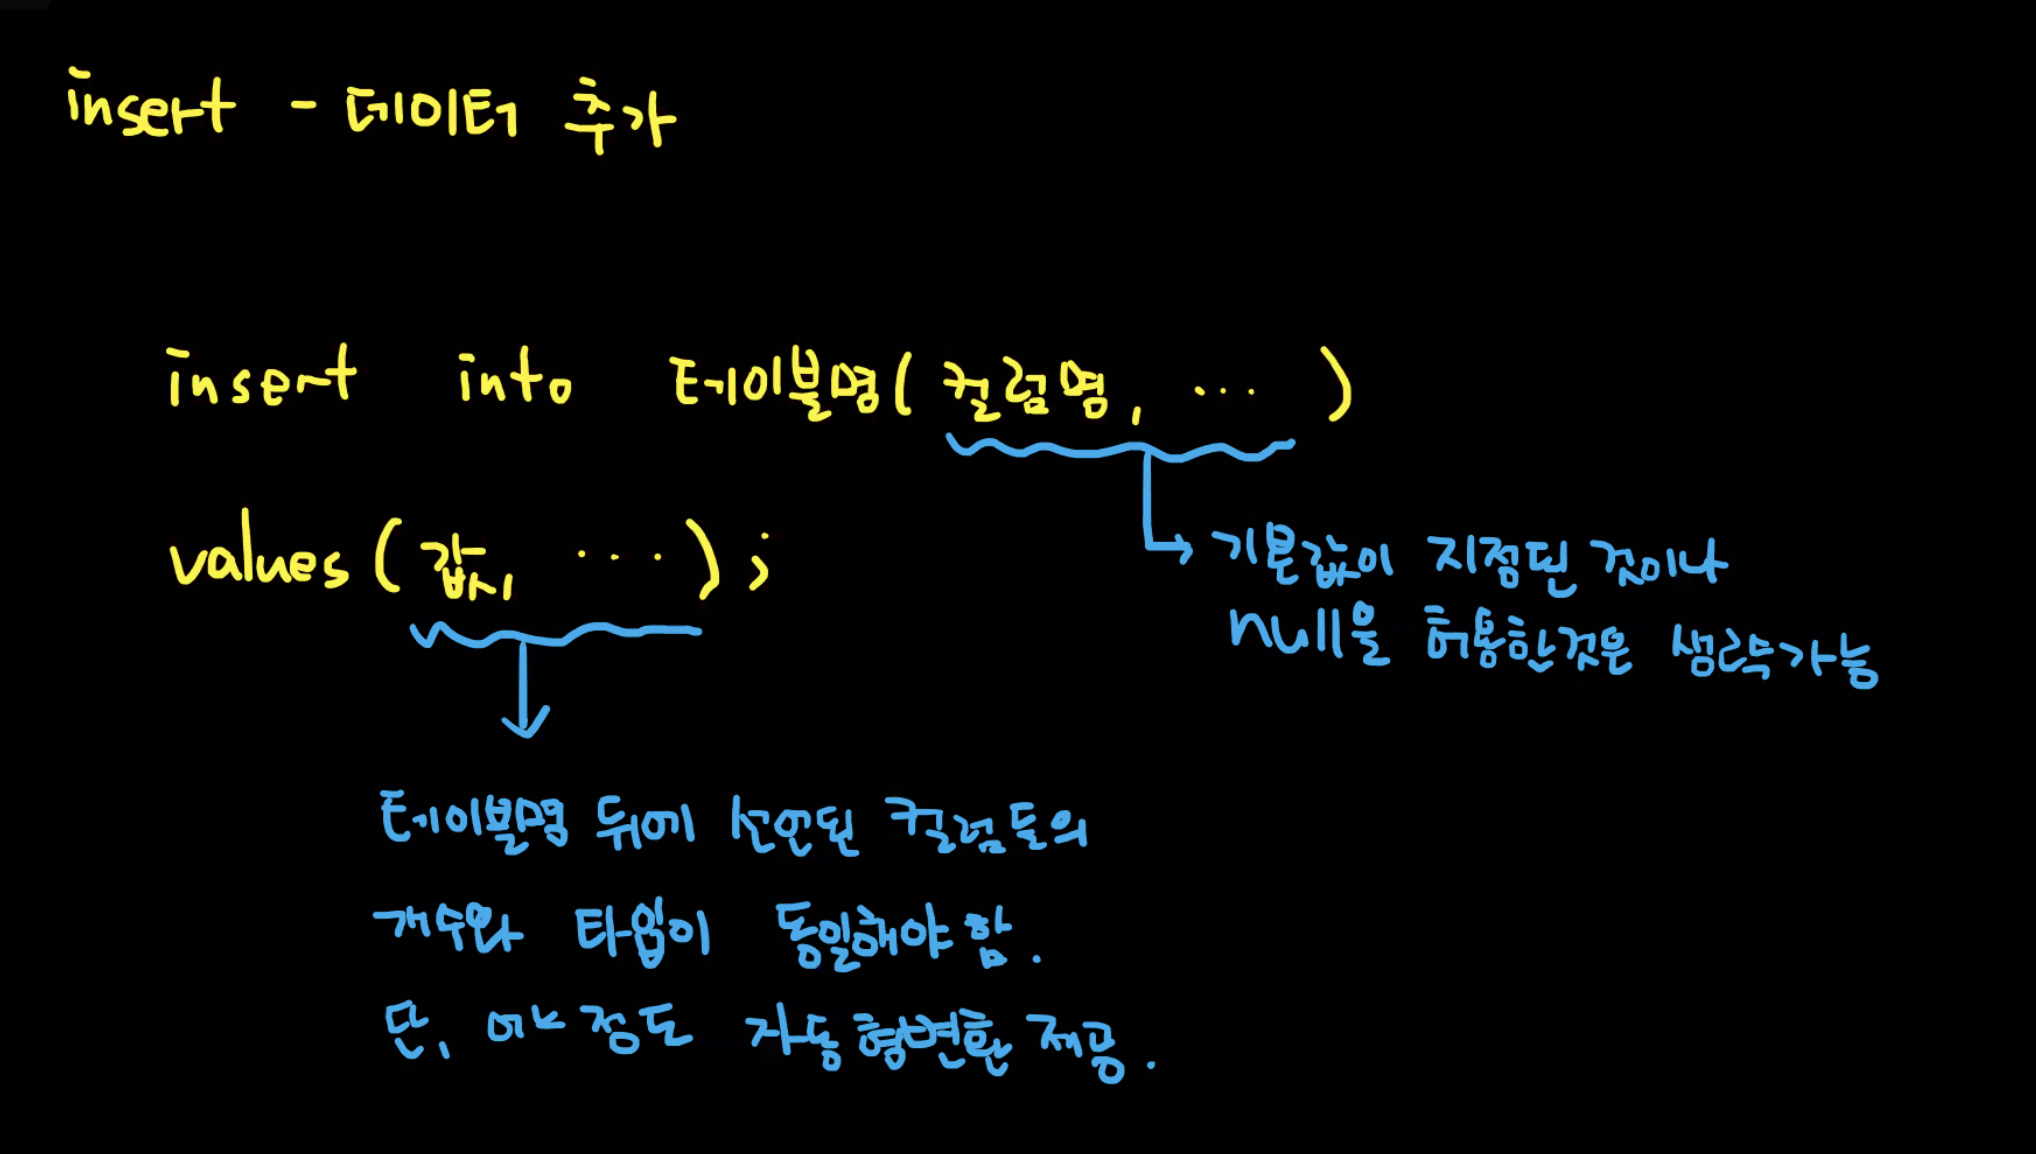 insert - 데이터 추가
insert into 테이블명(컬럼명, ... )
values(값, ...);
기본값이 지정된 것이나
null을 허용한것은 생략가능
테이블명 뒤에 선언된 컬럼들의
개수와 타입이 동일해야 함.
단, 어느정도 자동형변환 제공.